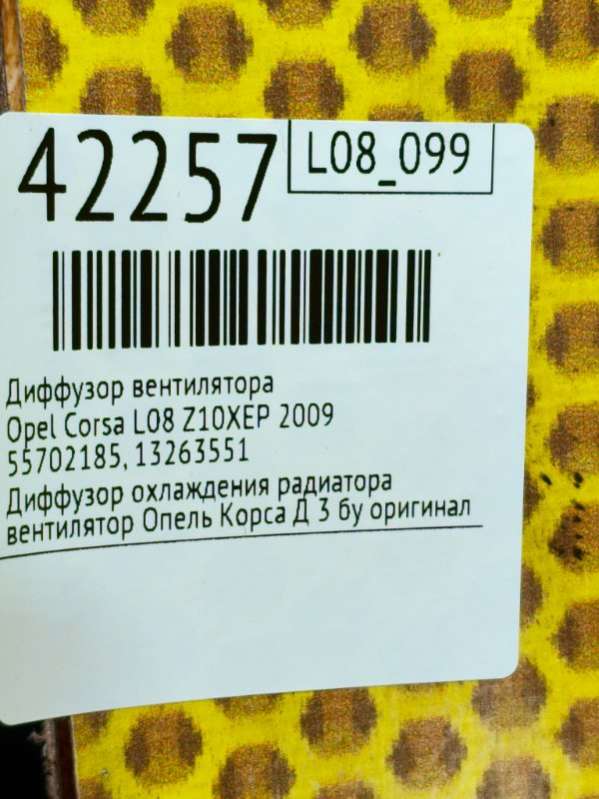 42257
L08_099
Диффузор вентилятора
Opel Corsa L08 Z10XEP 2009
55702185, 13263551
Диффузор охлаждения радиатора
вентилятор Опель Корса Д 3 бу оригинал